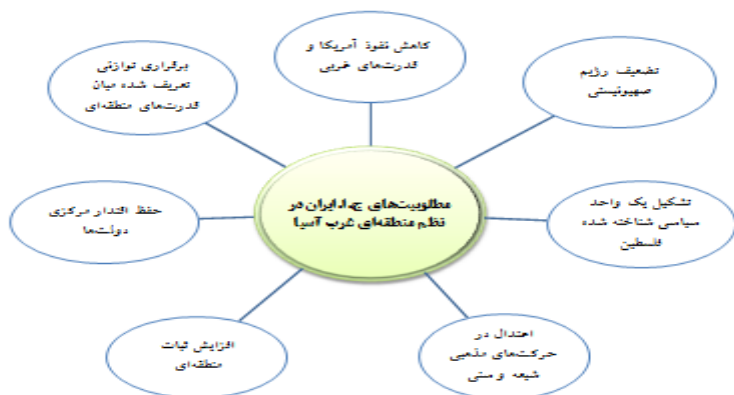 مطلوبیت‌های ج.ا.ایران در
نظم منطقه‌ای غرب آسیا
کاهش نفوذ آمریکا و
قدرت‌های غربی
تضعیف رژیم
صهیونیستی
تشکیل یک واحد
سیاسی شناخته شده
فلسطین
اعتدال در
حرکت‌های مذهبی
شیعه و سنی
افزایش ثبات
منطقه‌ای
حفظ اقتدار مرکزی
دولت‌ها
برقراری توازنی
تعریف شده میان
قدرت‌های منطقه‌ای